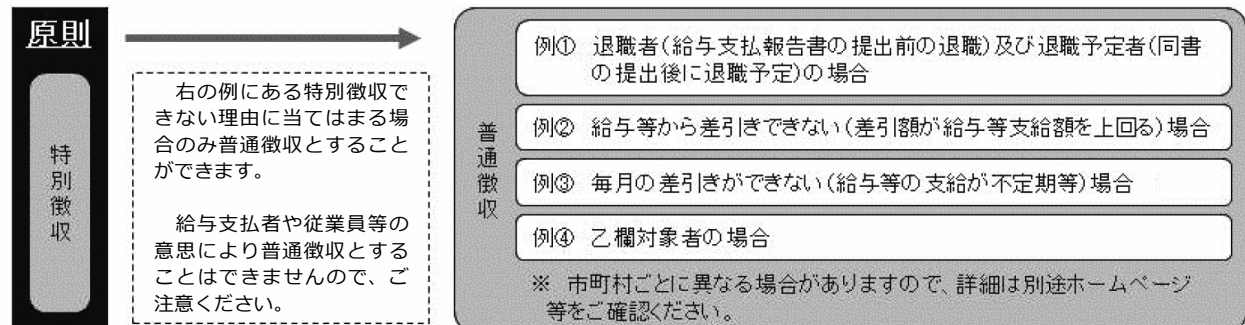 原則
特別徴収
右の例にある特別徴収で
きない理由に当てはまる場
合のみ普通徴収とすること
ができます。
給与支払者や従業員等の
意思により普通徴収とする
ことはできませんので、ご
注意ください。
普通徴収
例① 退職者(給与支払報告書の提出前の退職)及び退職予定者(同書
の提出後に退職予定)の場合
例② 給与等から差引きできない(差引額が給与等支給額を上回る)場合
例③ 毎月の差引きができない(給与等の支給が不定期等)場合
例④ 乙欄対象者の場合
※ 市町村ごとに異なる場合がありますので、詳細は別途ホームページ
等をご確認ください。